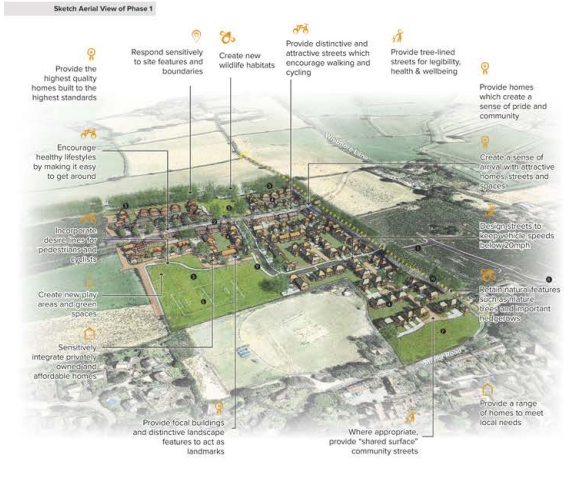 Sketch Aerial View of Phase 1
Provide the
highest quality
homes built to the
highest standards
Respond sensitively
to site features and
boundaries
Create new
wildlife habitats
Provide distinctive and
attractive streets which
encourage walking and
cycling
Provide tree-lined
streets for legibility,
health & wellbeing
Provide homes
which create a
sense of pride and
community
Encourage
healthy lifestyles
by making it easy
to get around
Create a sense of
arrival with attractive
homes, streets and
spaces
Incorporate
desire lines for
pedestrians and
cyclists
Design streets to
keep vehicle speeds
below 20mph
Create new play
areas and green
spaces
Retain natural features
such as mature
trees and important
hedgerows
Sensitively
integrate privately
owned and
affordable homes
Provide a range
of homes to meet
local needs
Provide focal buildings
and distinctive landscape
features to act as
landmarks
Where appropriate,
provide "shared surface"
community streets